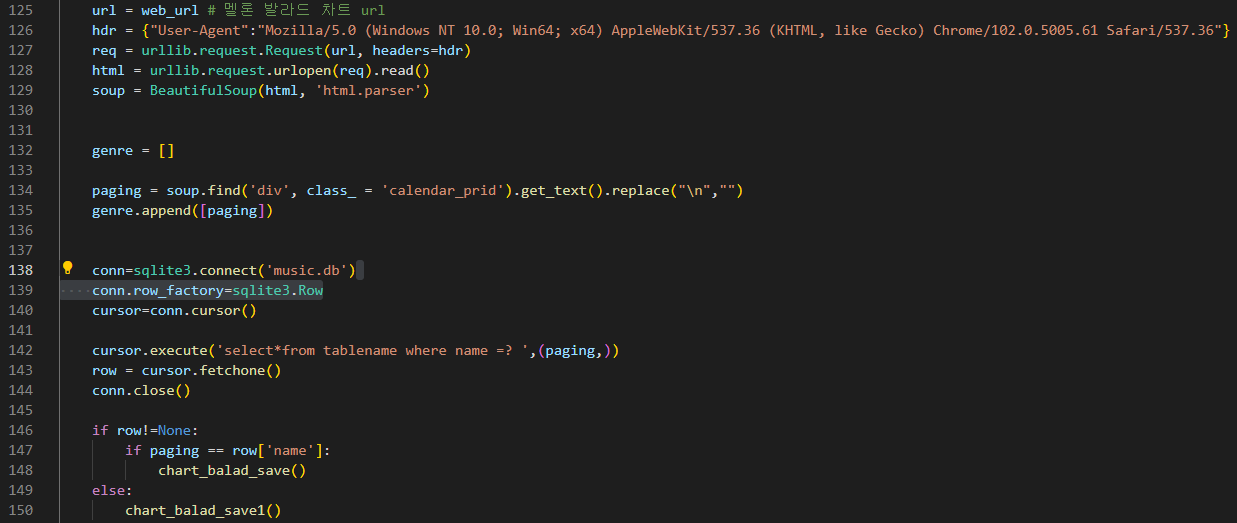 125 url = web_url # 멜론 발라드 차트 url
126 hdr = {"User-Agent":"Mozilla/5.0 (Windows NT 10.0; Win64; x64) AppleWebKit/537.36 (KHTML, like Gecko) Chrome/102.0.5005.61 Safari/537.36"}
127 req = urllib.request.Request(url, headers=hdr)
128 html = urllib.request.urlopen(req).read()
129 soup = BeautifulSoup(html, 'html.parser')
130
131
132 genre = []
133
134 paging = soup.find('div', class_ = 'calendar_prid').get_text().replace("\n","")
135 genre.append([paging])
136
137
138 conn=sqlite3.connect('music.db')
139 conn.row_factory=sqlite3.Row
140 cursor=conn.cursor()
141
142 cursor.execute('select*from tablename where name =? ',(paging,))
143 row = cursor.fetchone()
144 conn.close()
145
146 if row!=None:
147 if paging == row['name']:
148 chart_balad_save()
149 else:
150 chart_balad_save1()